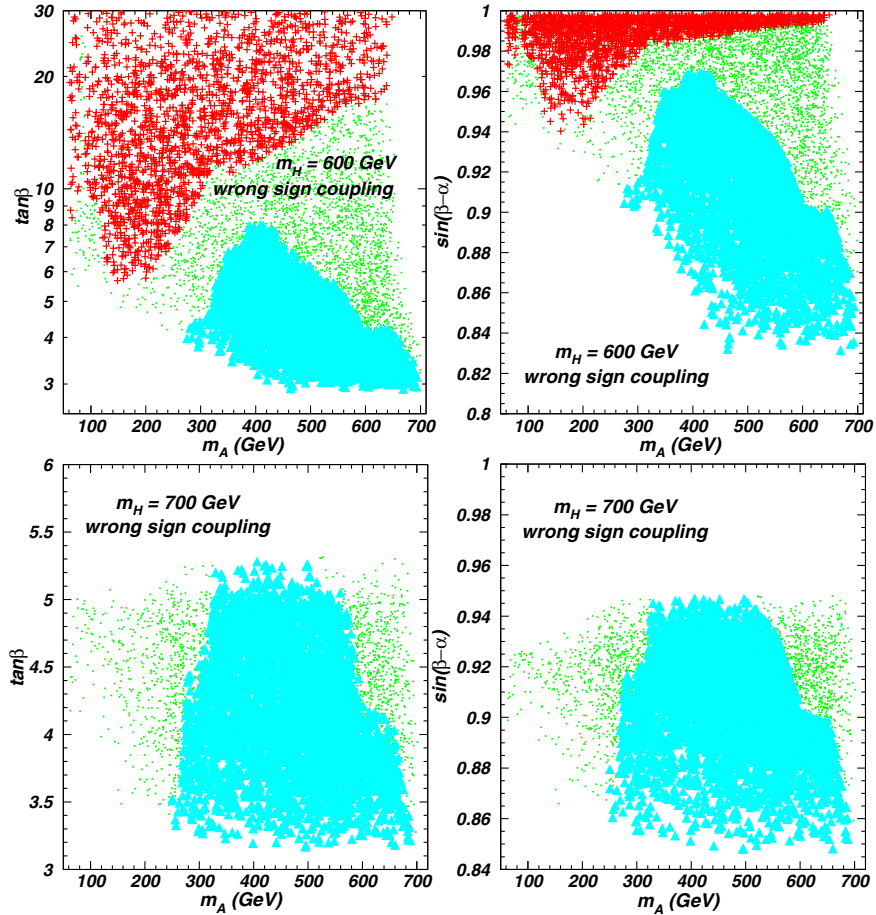 30
20
10
9
8
7
6
5
4
3
tanβ
m_H = 600 GeV
wrong sign coupling
100 200 300 400 500 600 700
m_A (GeV)
1
0.98
0.96
0.94
0.92
0.9
0.88
0.86
0.84
0.82
0.8
sin(β−α)
m_H = 600 GeV
wrong sign coupling
100 200 300 400 500 600 700
m_A (GeV)
6
5.5
5
4.5
4
3.5
3
tanβ
m_H = 700 GeV
wrong sign coupling
100 200 300 400 500 600 700
m_A (GeV)
1
0.98
0.96
0.94
0.92
0.9
0.88
0.86
0.84
sin(β−α)
m_H = 700 GeV
wrong sign coupling
100 200 300 400 500 600 700
m_A (GeV)